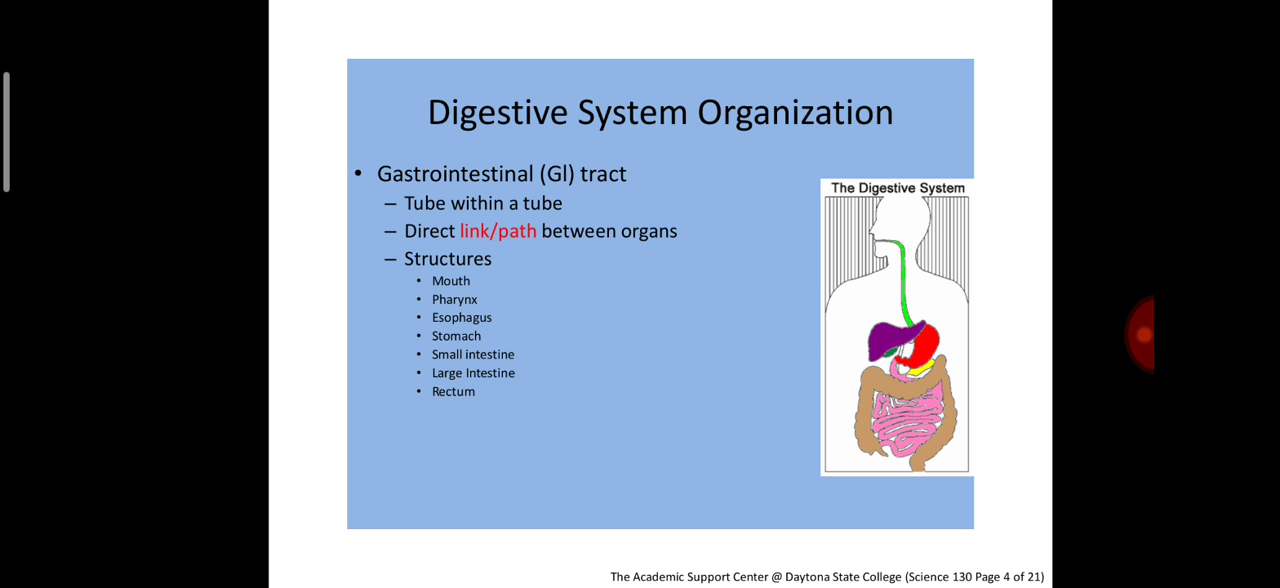 Digestive System Organization
• Gastrointestinal (GI) tract
– Tube within a tube
– Direct link/path between organs
– Structures
• Mouth
• Pharynx
• Esophagus
• Stomach
• Small intestine
• Large Intestine
• Rectum
The Digestive System
The Academic Support Center @ Daytona State College (Science 130 Page 4 of 21)